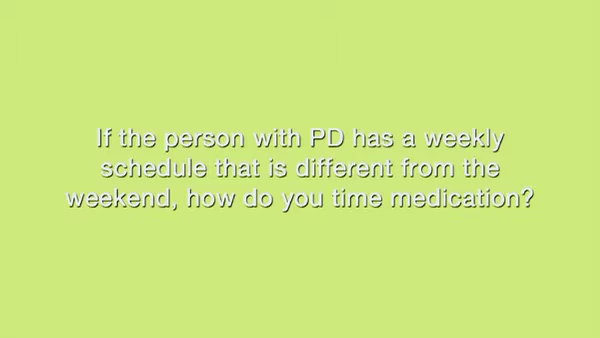 If the person with PD has a weekly
schedule that is different from the
weekend, how do you time medication?